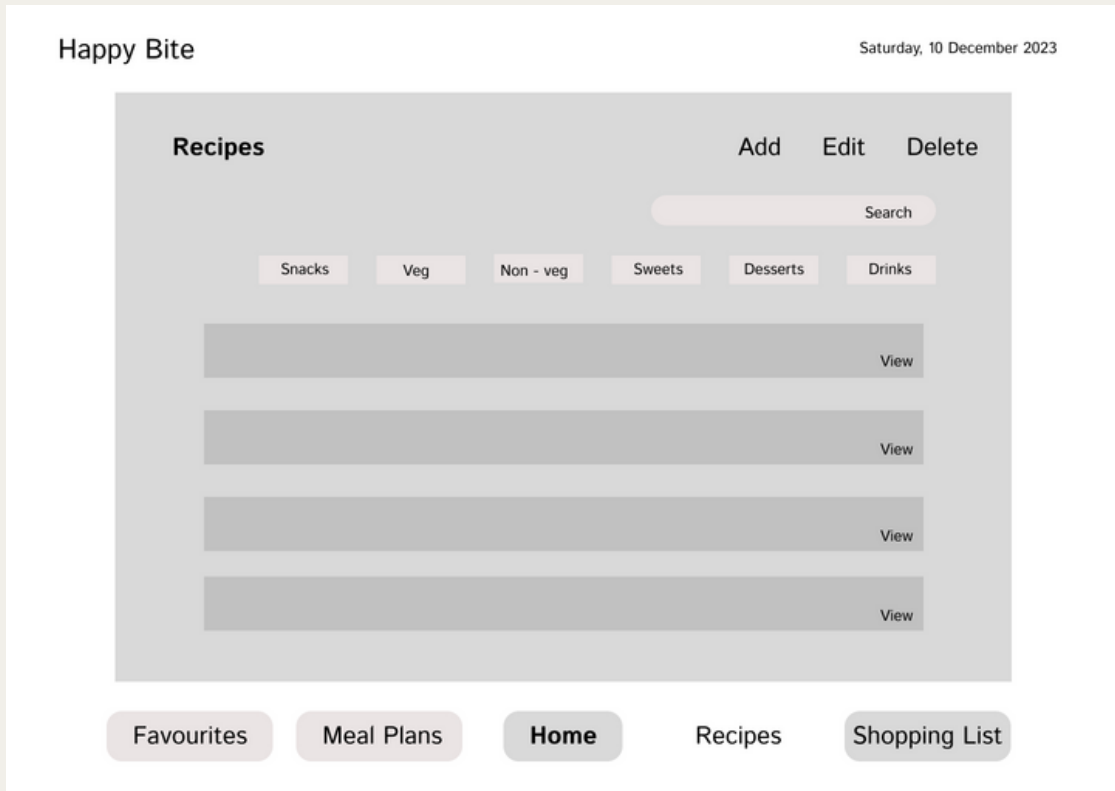 Happy Bite
Saturday, 10 December 2023
Recipes
Add Edit Delete
Search
Snacks Veg Non - veg Sweets Desserts Drinks
View
View
View
View
Favourites Meal Plans Home Recipes Shopping List